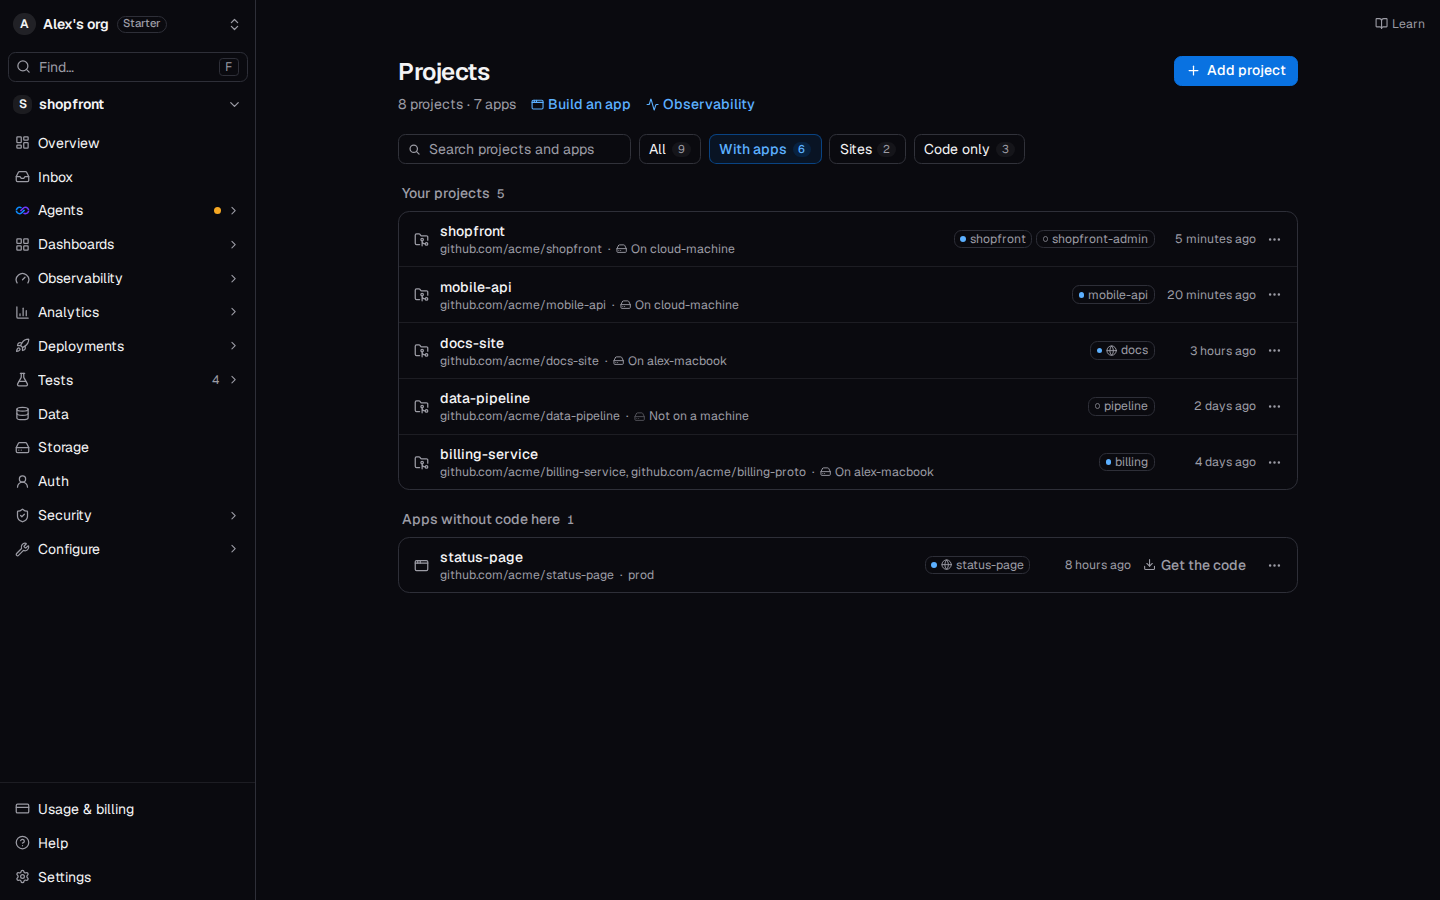 A Alex's org Starter
Learn
Find... F
S shopfront
Overview
Inbox
Agents
Dashboards
Observability
Analytics
Deployments
Tests 4
Data
Storage
Auth
Security
Configure
Usage & billing
Help
Settings
Projects
Add project
8 projects · 7 apps Build an app Observability
Search projects and apps All 9 With apps 6 Sites 2 Code only 3
Your projects 5
shopfront
github.com/acme/shopfront · On cloud-machine
shopfront shopfront-admin 5 minutes ago
mobile-api
github.com/acme/mobile-api · On cloud-machine
mobile-api 20 minutes ago
docs-site
github.com/acme/docs-site · On alex-macbook
docs 3 hours ago
data-pipeline
github.com/acme/data-pipeline · Not on a machine
pipeline 2 days ago
billing-service
github.com/acme/billing-service, github.com/acme/billing-proto · On alex-macbook
billing 4 days ago
Apps without code here 1
status-page
github.com/acme/status-page · prod
status-page 8 hours ago Get the code